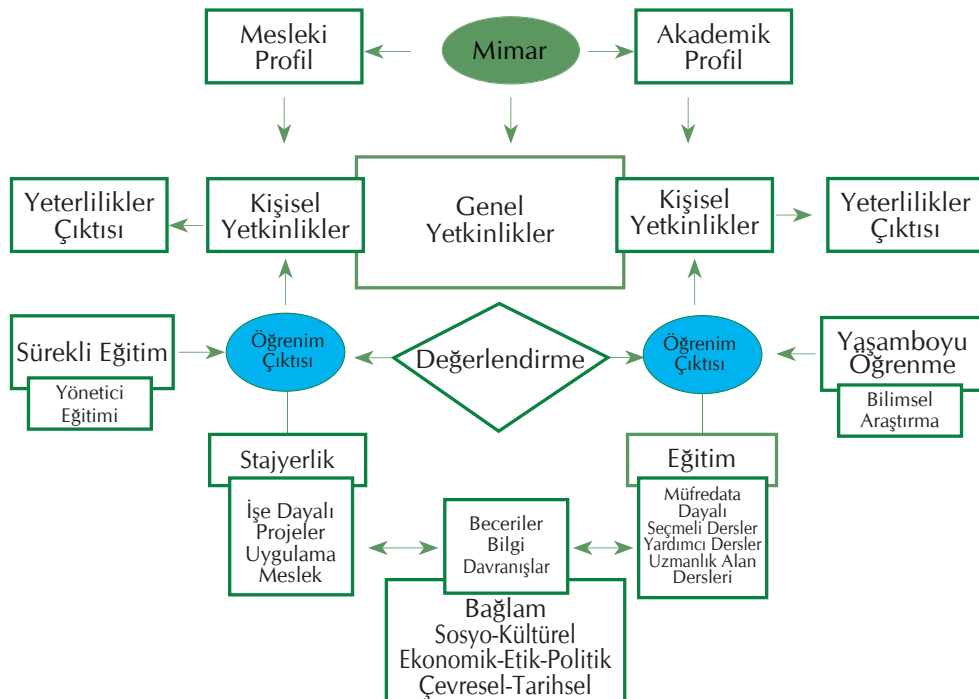 Mesleki
Profil
Mimar
Akademik
Profil
Yeterlilikler
Çıktısı
Kişisel
Yetkinlikler
Genel
Yetkinlikler
Kişisel
Yetkinlikler
Yeterlilikler
Çıktısı
Sürekli Eğitim
Yönetici
Eğitimi
Öğrenim
Çıktısı
Değerlendirme
Öğrenim
Çıktısı
Yaşamboyu
Öğrenme
Bilimsel
Araştırma
Stajyerlik
İşe Dayalı
Projeler
Uygulama
Meslek
Beceriler
Bilgi
Davranışlar
Eğitim
Müfredata
Dayalı
Seçmeli Dersler
Yardımcı Dersler
Uzmanlık Alan
Dersleri
Bağlam
Sosyo-Kültürel
Ekonomik-Etik-Politik
Çevresel-Tarihsel